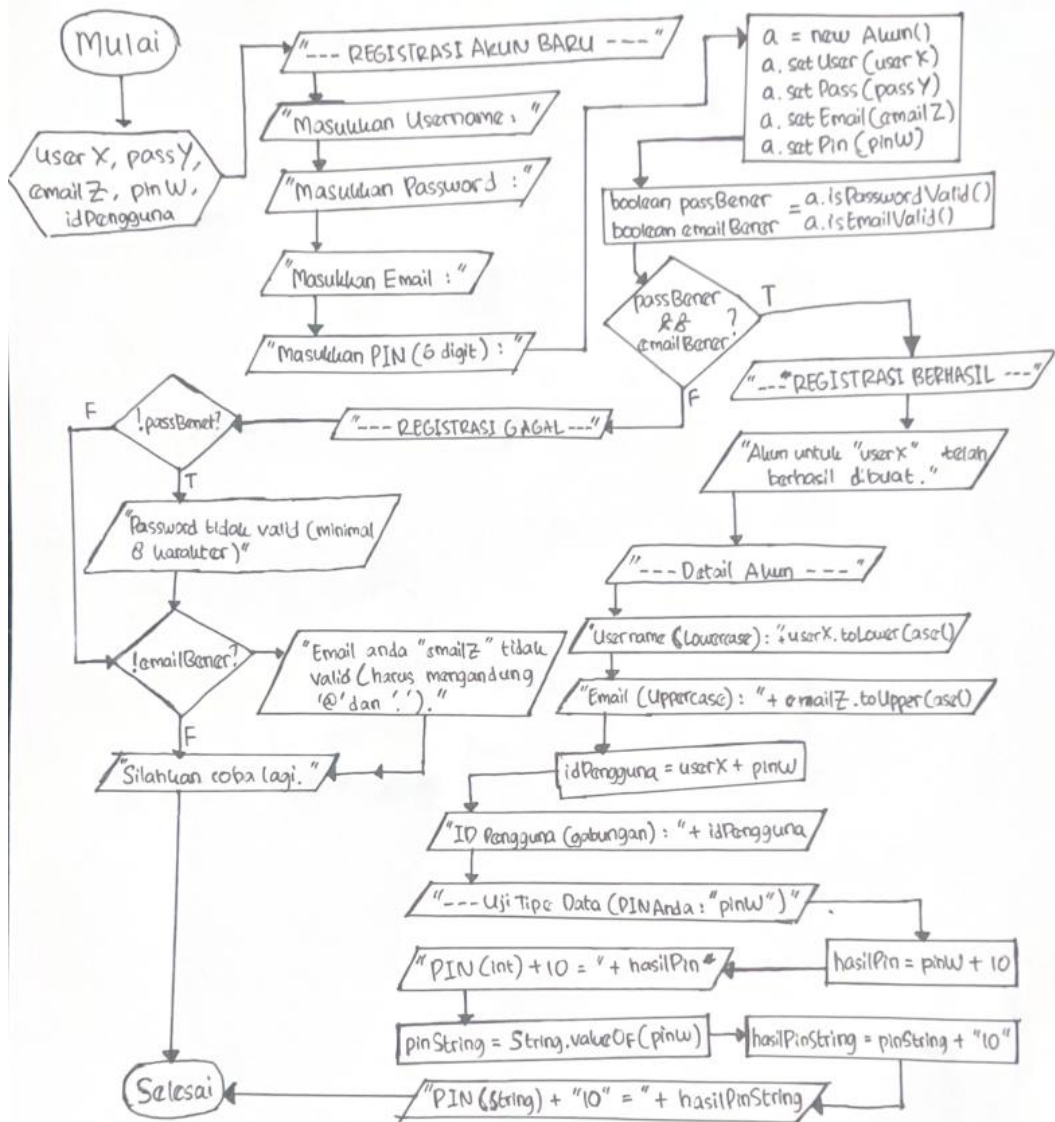 Mulai
userX, passY,
emailZ, pinW,
idPengguna
"--- REGISTRASI AKUN BARU ---"
"Masukkan Username : "
"Masukkan Password : "
"Masukkan Email : "
"Masukkan PIN (6 digit) : "
a = new Akun()
a. set User (userX)
a. set Pass (passY)
a. set Email (emailZ)
a. set Pin (pinW)
boolean passBener = a.isPasswordValid()
boolean emailBener = a.isEmailValid()
passBener
&&
emailBener ?
T
F
"--- REGISTRASI GAGAL ---"
!passBener?
F
T
"Password tidak valid (minimal
8 karakter)"
!emailBener?
"Email anda "emailZ" tidak
valid (harus mengandung
'@' dan '.')."
F
"Silahkan coba lagi."
"---"REGISTRASI BERHASIL ---"
"Akun untuk "userX" telah
berhasil dibuat."
"--- Detail Akun ---"
"Username (Lowercase): "+userX.toLowerCase()
"Email (Uppercase): "+ emailZ.toUpperCase()
idPengguna = userX + pinW
"ID Pengguna (gabungan) : "+ idPengguna
"--- Uji Tipe Data (PIN Anda : "pinW")"
hasilPin = pinW + 10
"PIN (int) + 10 = "+ hasilPin"
pinString = String.valueOf(pinW)
hasilPinString = pinString + "10"
"PIN (String) + "10" = "+ hasilPinString
Selesai